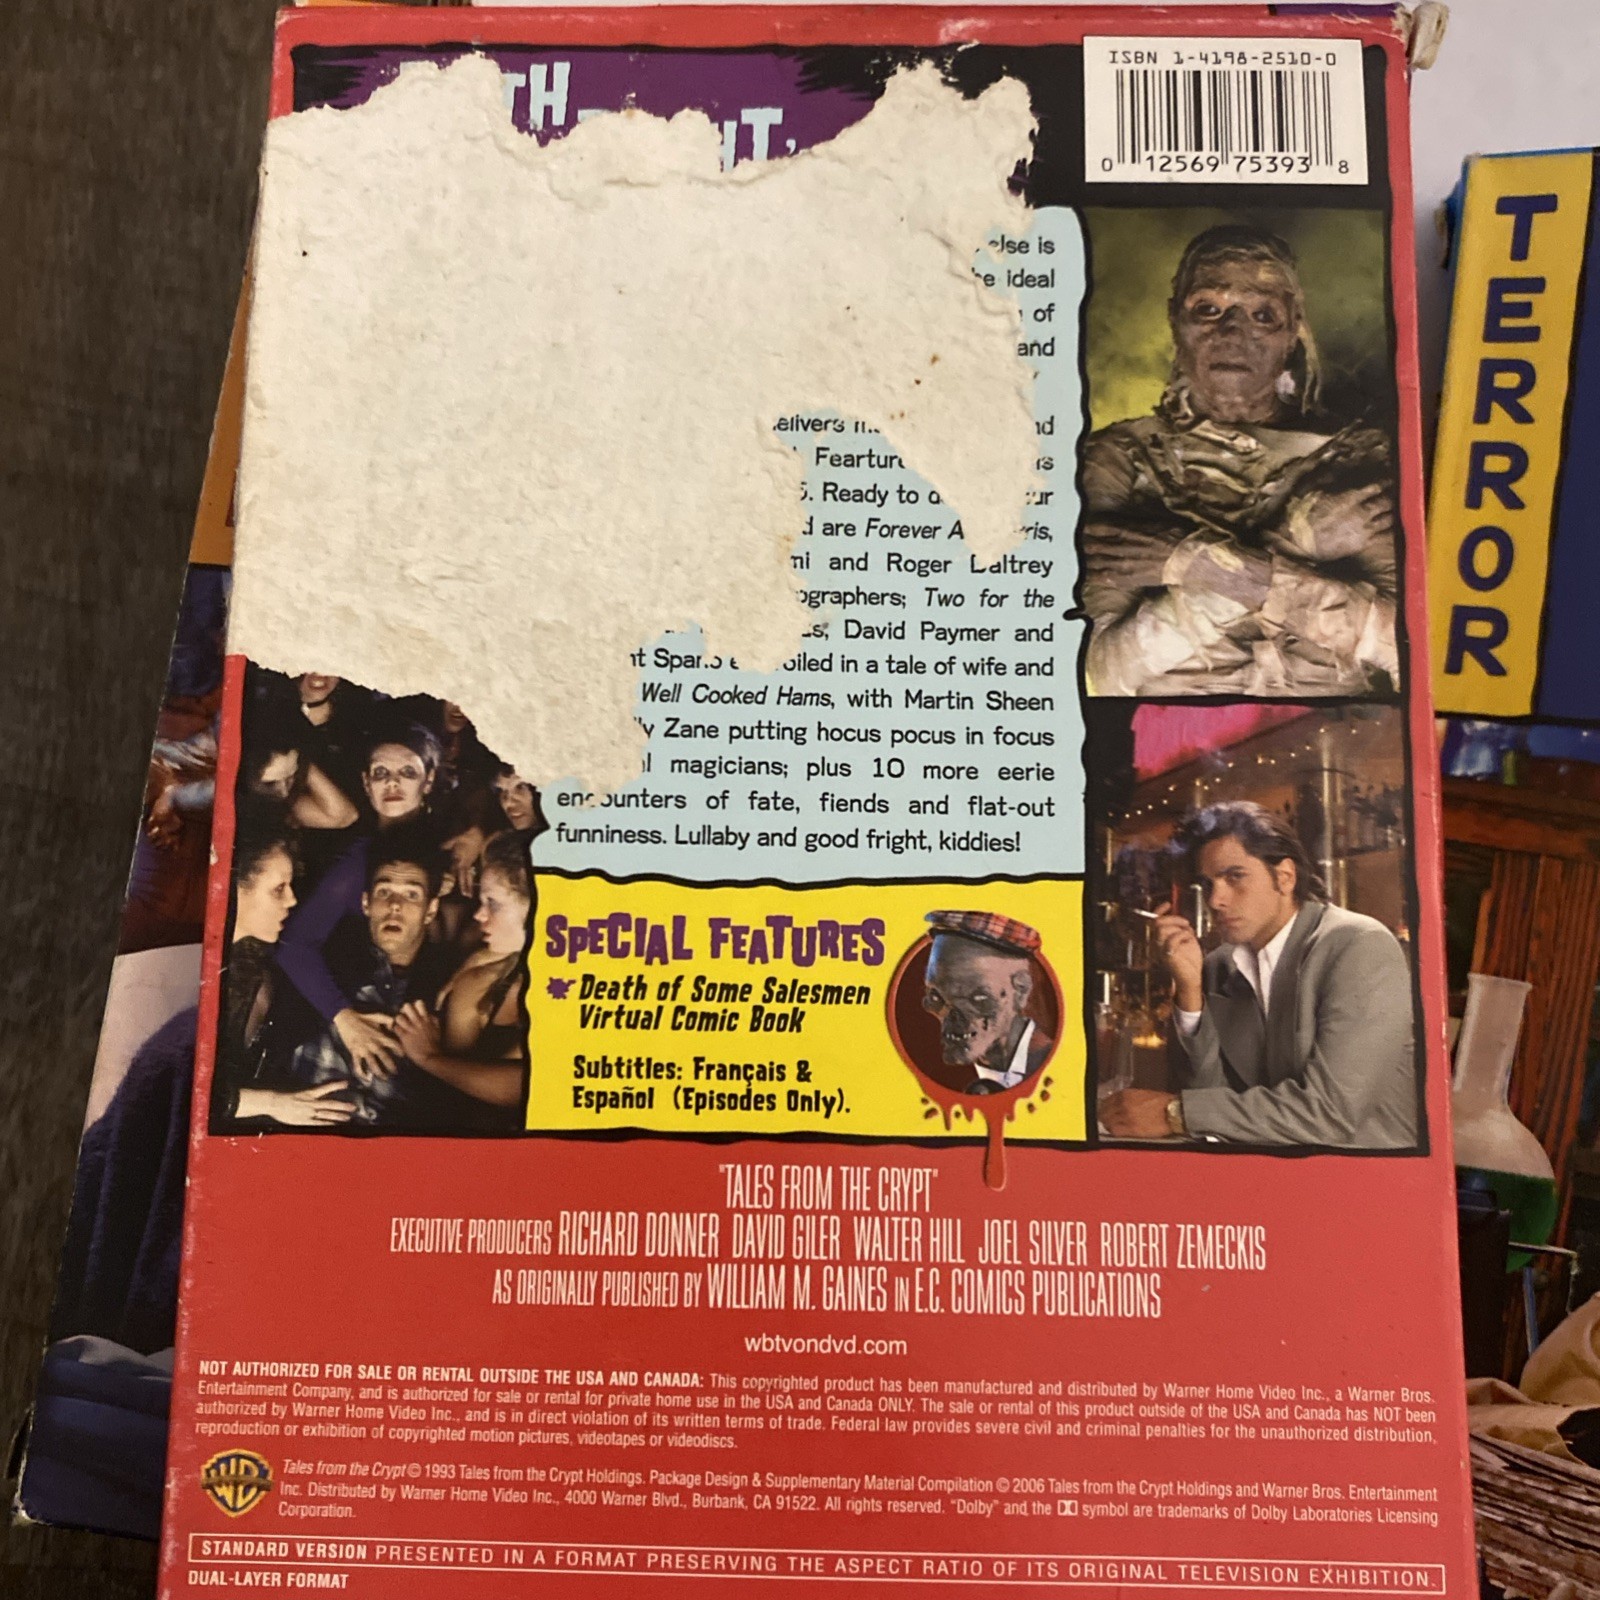 TH
HT,
ISBN 1-4198-2510-0
0 12569 75393 8
else is
ideal
of
and
elivers
Fearture
Ready to
are Forever A
and Roger Daltrey
ographers; Two for the
David Paymer and
in a tale of wife and
Well Cooked Hams, with Martin Sheen
Zane putting hocus pocus in focus
magicians; plus 10 more eerie
encounters of fate, fiends and flat-out
funniness. Lullaby and good fright, kiddies!
SPECIAL FEATURES
Death of Some Salesmen
Virtual Comic Book
Subtitles: Français &
Español (Episodes Only).
"TALES FROM THE CRYPT"
EXECUTIVE PRODUCERS RICHARD DONNER DAVID GILER WALTER HILL JOEL SILVER ROBERT ZEMECKIS
AS ORIGINALLY PUBLISHED BY WILLIAM M. GAINES IN E.C. COMICS PUBLICATIONS
wbtvondvd.com
NOT AUTHORIZED FOR SALE OR RENTAL OUTSIDE THE USA AND CANADA: This copyrighted product has been manufactured and distributed by Warner Home Video Inc., a Warner Bros.
Entertainment Company, and is authorized for sale or rental for private home use in the USA and Canada ONLY. The sale or rental of this product outside of the USA and Canada has NOT been
authorized by Warner Home Video Inc., and is in direct violation of its written terms of trade. Federal law provides severe civil and criminal penalties for the unauthorized distribution,
reproduction or exhibition of copyrighted motion pictures, videotapes or videodiscs.
WB
Tales from the Crypt © 1993 Tales from the Crypt Holdings. Package Design & Supplementary Material Compilation © 2006 Tales from the Crypt Holdings and Warner Bros. Entertainment
Inc. Distributed by Warner Home Video Inc., 4000 Warner Blvd., Burbank, CA 91522. All rights reserved. "Dolby" and the DD symbol are trademarks of Dolby Laboratories Licensing
Corporation.
STANDARD VERSION PRESENTED IN A FORMAT PRESERVING THE ASPECT RATIO OF ITS ORIGINAL TELEVISION EXHIBITION.
DUAL-LAYER FORMAT
TERROR